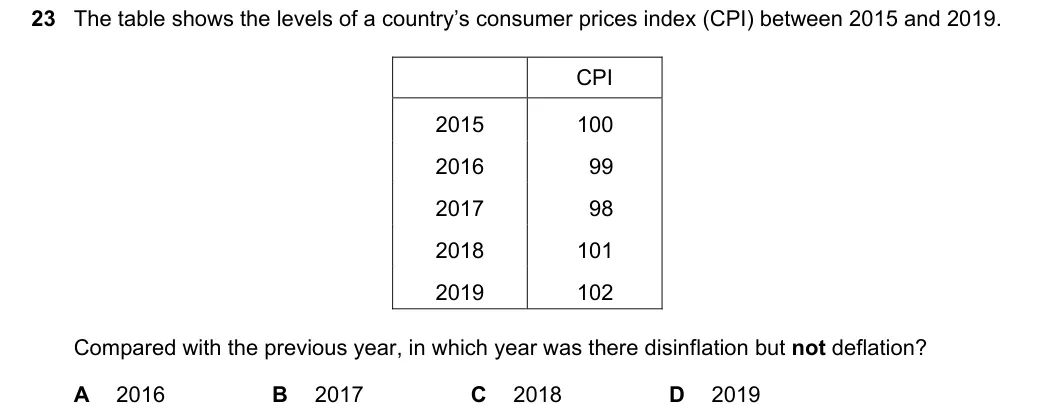 23 The table shows the levels of a country’s consumer prices index (CPI) between 2015 and 2019.
CPI
2015 100
2016 99
2017 98
2018 101
2019 102
Compared with the previous year, in which year was there disinflation but not deflation?
A 2016 B 2017 C 2018 D 2019